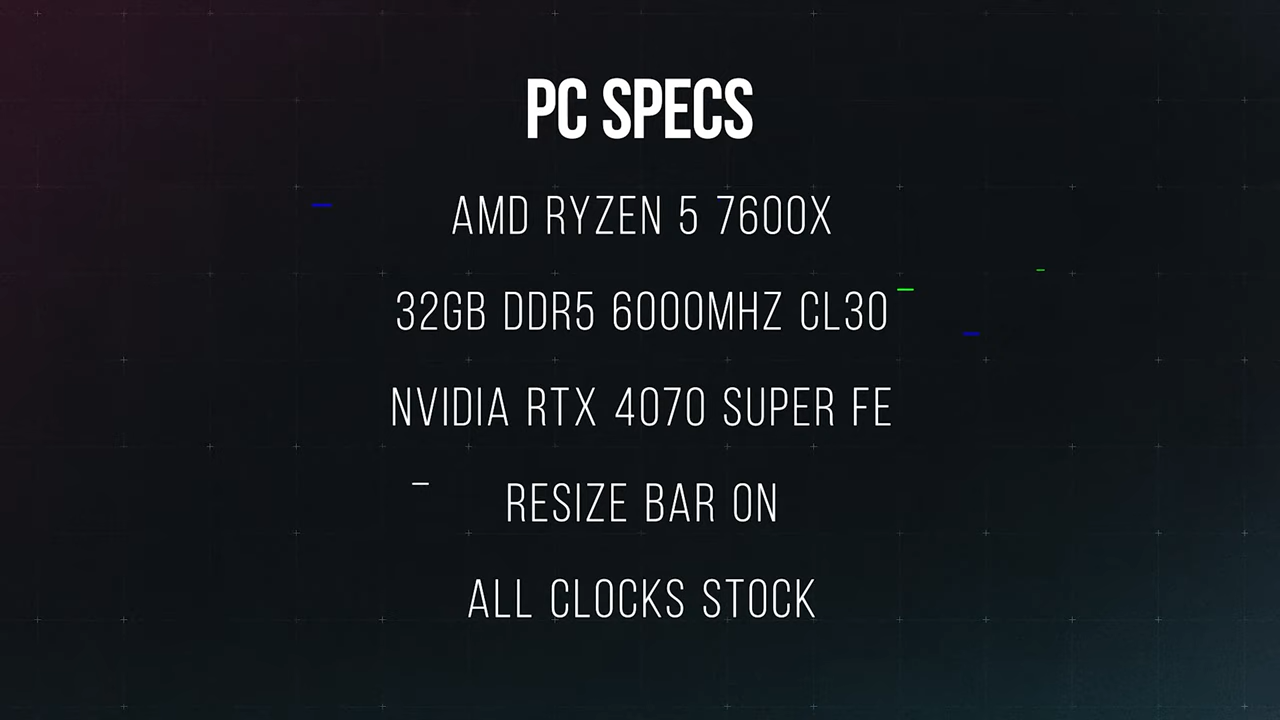 PC SPECS
AMD RYZEN 5 7600X
32GB DDR5 6000MHZ CL30
NVIDIA RTX 4070 SUPER FE
RESIZE BAR ON
ALL CLOCKS STOCK